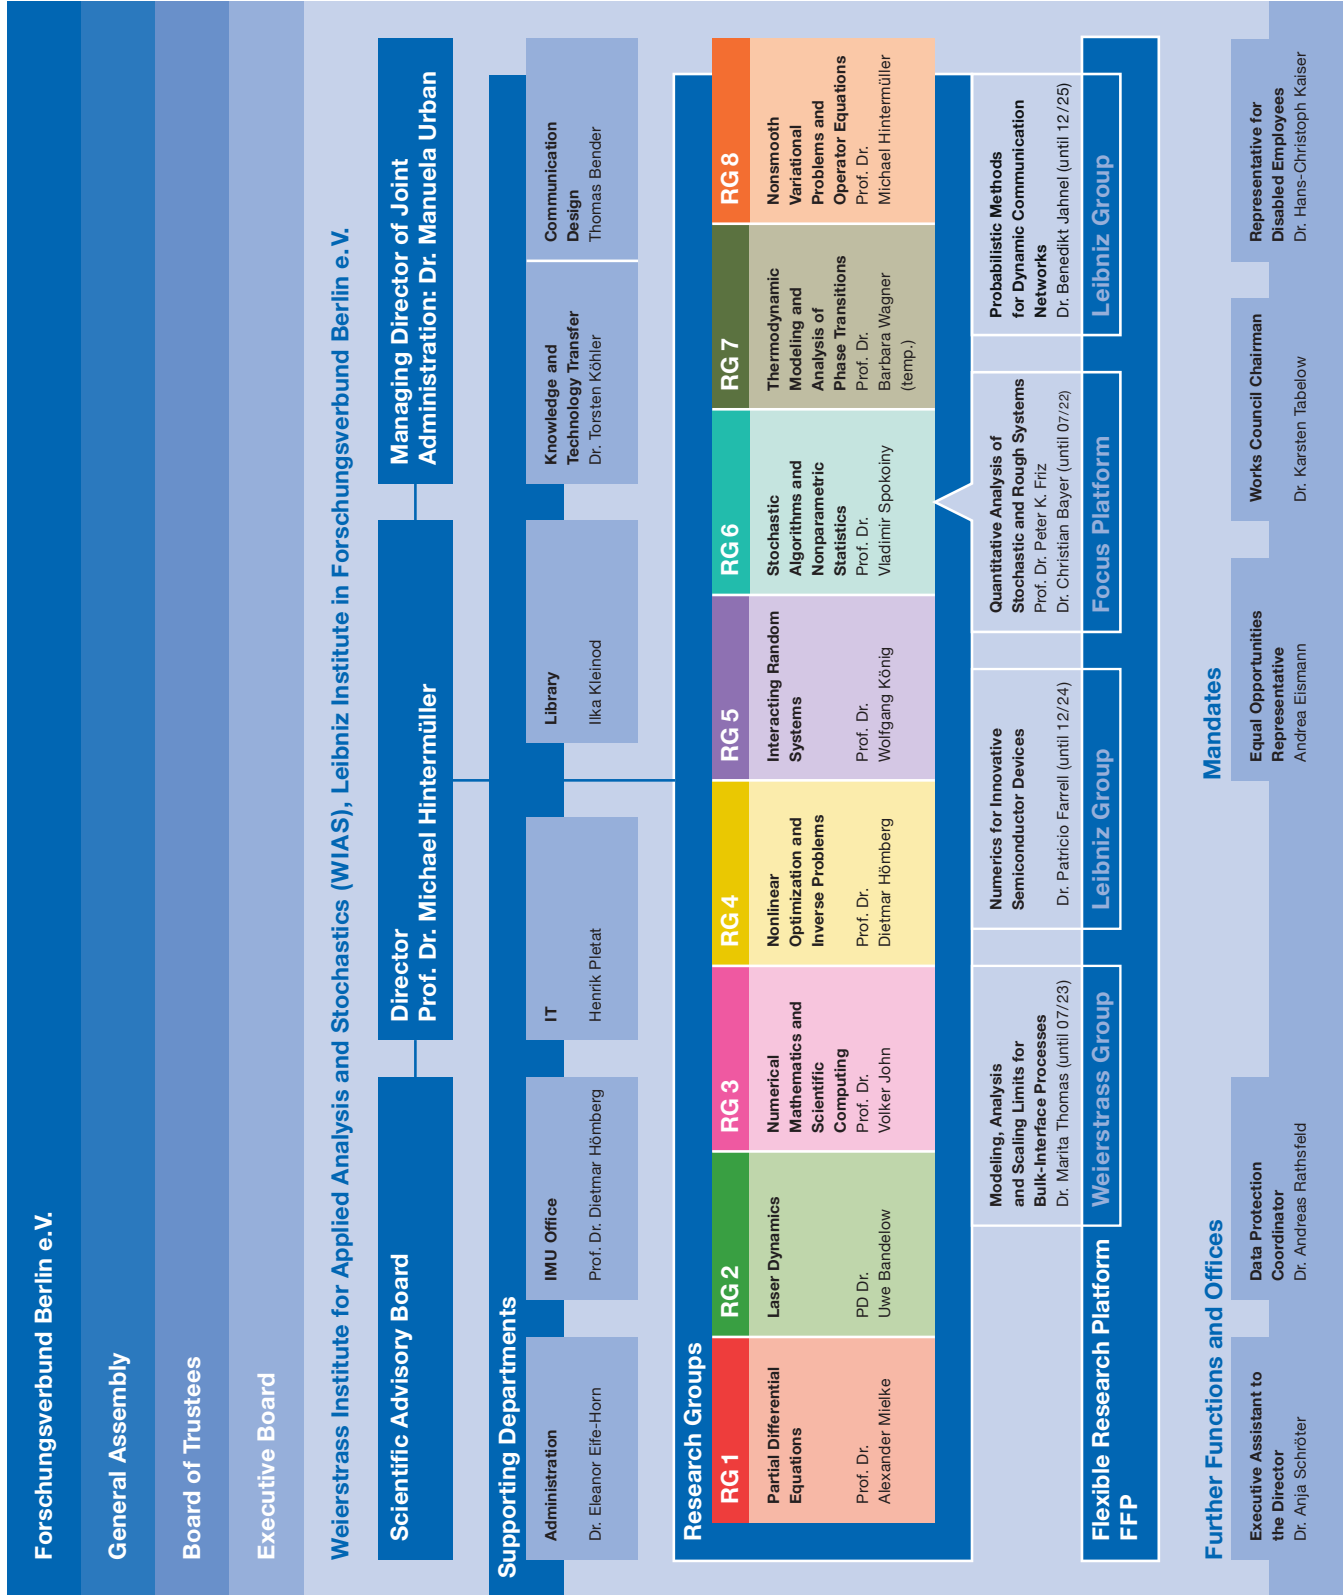 Forschungsverbund Berlin e.V.
General Assembly
Board of Trustees
Executive Board
Weierstrass Institute for Applied Analysis and Stochastics (WIAS), Leibniz Institute in Forschungsverbund Berlin e.V.
Scientific Advisory Board
Director
Prof. Dr. Michael Hintermüller
Managing Director of Joint
Administration: Dr. Manuela Urban
Supporting Departments
Administration
Dr. Eleanor Eife-Horn
IMU Office
Prof. Dr. Dietmar Hömberg
IT
Henrik Pletat
Library
Ilka Kleinod
Knowledge and
Technology Transfer
Dr. Torsten Köhler
Communication
Design
Thomas Bender
Research Groups
RG 1
Partial Differential
Equations
Prof. Dr.
Alexander Mielke
RG 2
Laser Dynamics
PD Dr.
Uwe Bandelow
RG 3
Numerical
Mathematics and
Scientific
Computing
Prof. Dr.
Volker John
RG 4
Nonlinear
Optimization and
Inverse Problems
Prof. Dr.
Dietmar Hömberg
RG 5
Interacting Random
Systems
Prof. Dr.
Wolfgang König
RG 6
Stochastic
Algorithms and
Nonparametric
Statistics
Prof. Dr.
Vladimir Spokoiny
RG 7
Thermodynamic
Modeling and
Analysis of
Phase Transitions
Prof. Dr.
Barbara Wagner
(temp.)
RG 8
Nonsmooth
Variational
Problems and
Operator Equations
Prof. Dr.
Michael Hintermüller
Flexible Research Platform
FFP
Modeling, Analysis
and Scaling Limits for
Bulk-Interface Processes
Dr. Marita Thomas (until 07/23)
Weierstrass Group
Numerics for Innovative
Semiconductor Devices
Dr. Patricio Farrell (until 12/24)
Leibniz Group
Quantitative Analysis of
Stochastic and Rough Systems
Prof. Dr. Peter K. Friz
Dr. Christian Bayer (until 07/22)
Focus Platform
Probabilistic Methods
for Dynamic Communication
Networks
Dr. Benedikt Jahnel (until 12/25)
Leibniz Group
Further Functions and Offices
Executive Assistant to
the Director
Dr. Anja Schröter
Data Protection
Coordinator
Dr. Andreas Rathsfeld
Mandates
Equal Opportunities
Representative
Andrea Eismann
Works Council Chairman
Dr. Karsten Tabelow
Representative for
Disabled Employees
Dr. Hans-Christoph Kaiser